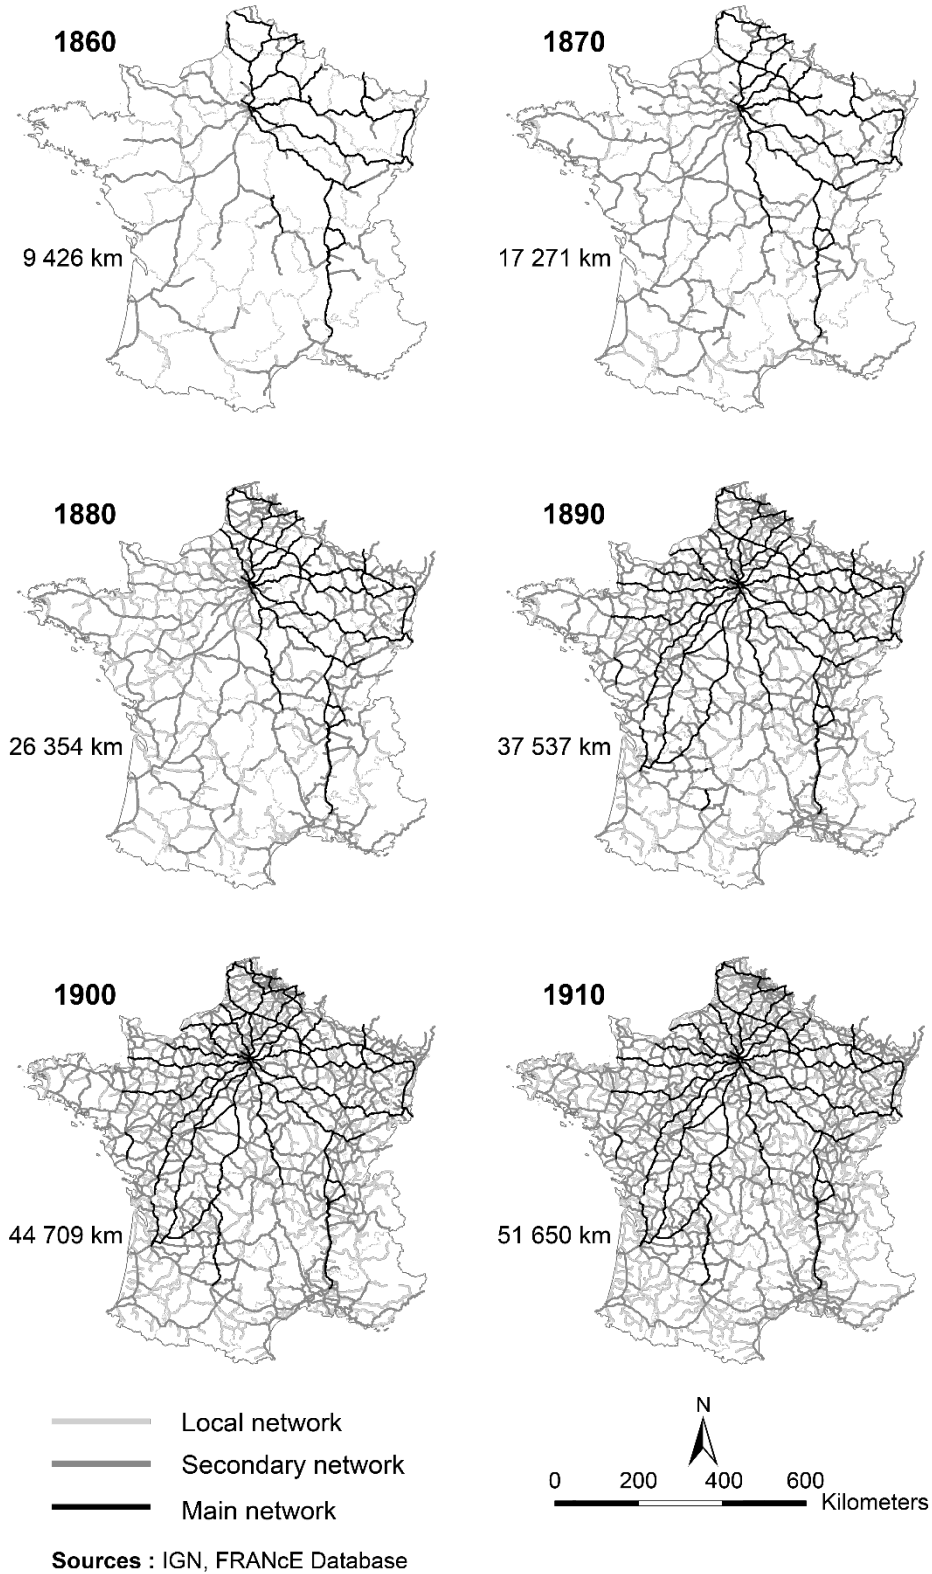 1860
1870
9 426 km
17 271 km
1880
1890
26 354 km
37 537 km
1900
1910
44 709 km
51 650 km
Local network
Secondary network
Main network
N
0 200 400 600
Kilometers
Sources : IGN, FRANcE Database